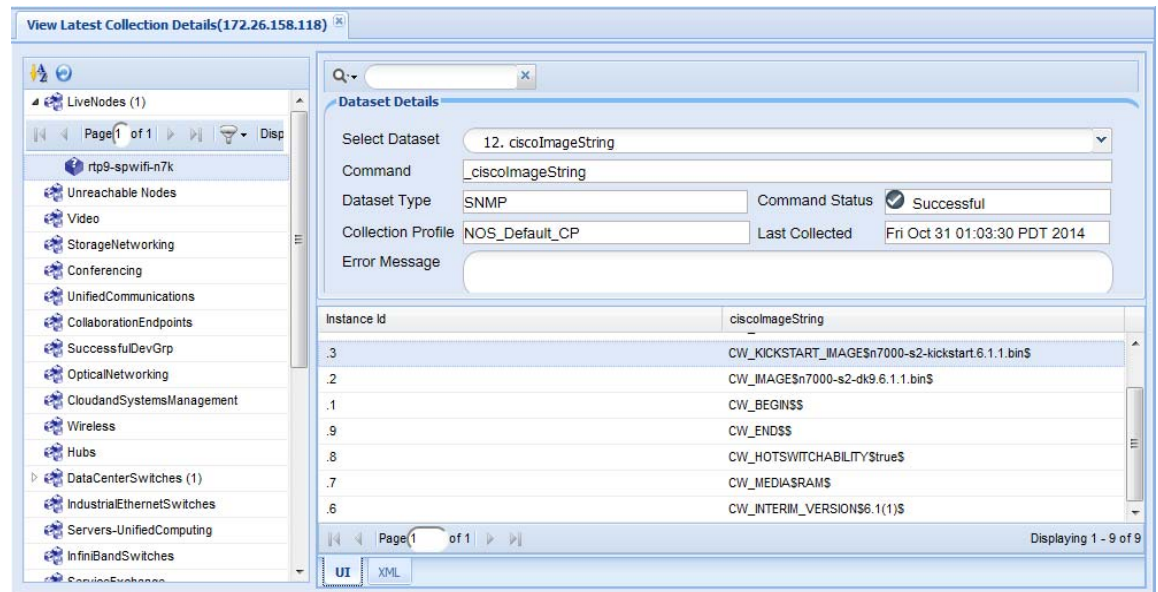 View Latest Collection Details(172.26.158.118)
LiveNodes (1)
Page 1 of 1 Disp
rtp9-spwifi-n7k
Unreachable Nodes
Video
StorageNetworking
Conferencing
UnifiedCommunications
CollaborationEndpoints
SuccessfulDevGrp
OpticalNetworking
CloudandSystemsManagement
Wireless
Hubs
DataCenterSwitches (1)
IndustrialEthernetSwitches
Servers-UnifiedComputing
InfiniBandSwitches
ServiceExchange
Dataset Details
Select Dataset 12. ciscoImageString
Command _ciscoImageString
Dataset Type SNMP Command Status Successful
Collection Profile NOS_Default_CP Last Collected Fri Oct 31 01:03:30 PDT 2014
Error Message
Instance Id ciscoImageString
.3 CW_KICKSTART_IMAGE$n7000-s2-kickstart.6.1.1.bin$
.2 CW_IMAGE$n7000-s2-dk9.6.1.1.bin$
.1 CW_BEGIN$$
.9 CW_END$$
.8 CW_HOTSWITCHABILITY$true$
.7 CW_MEDIA$RAM$
.6 CW_INTERIM_VERSION$6.1(1)$
Page 1 of 1 Displaying 1 - 9 of 9
UI XML